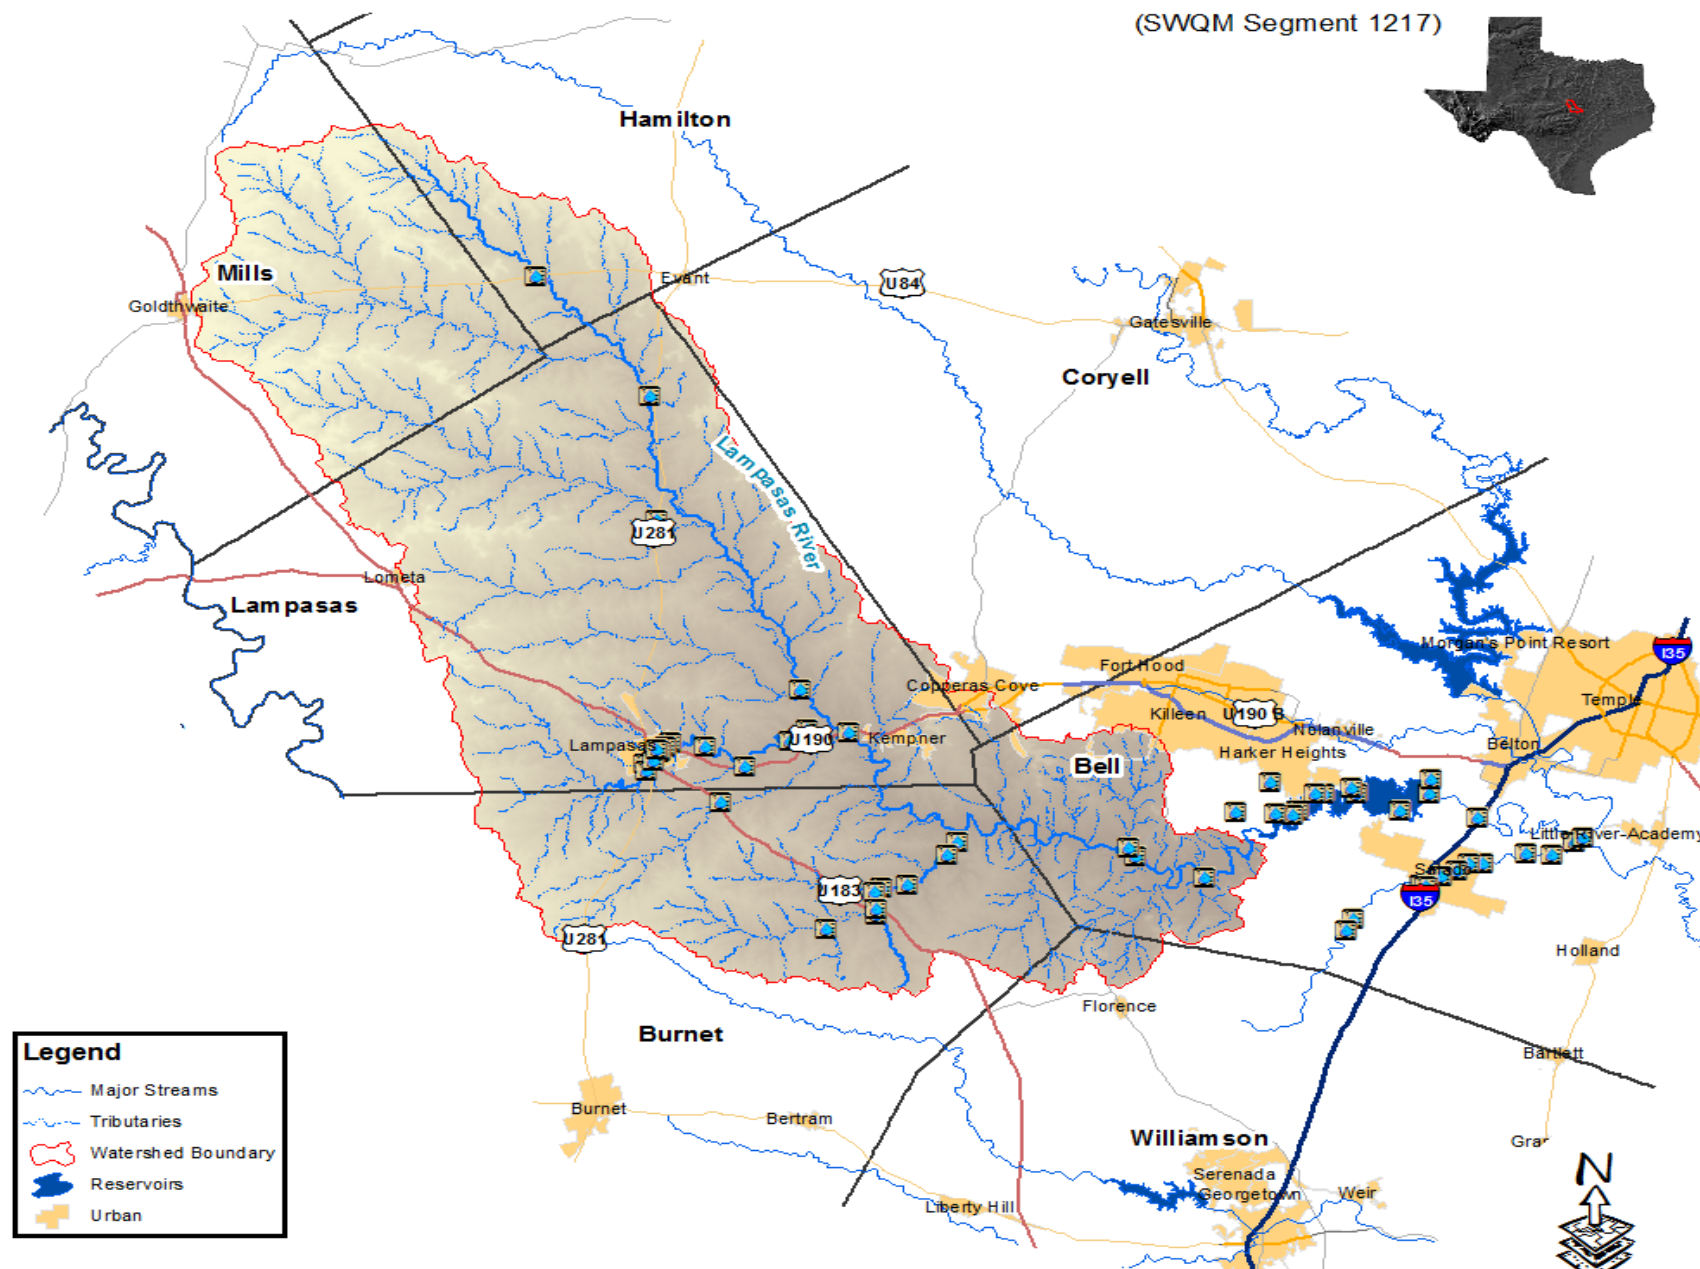 (SWQM Segment 1217)
Hamilton
Mills
Goldthwaite
Evant
U84
Gatesville
Coryell
Lampasas River
U281
Lometa
Lampasas
Morgan's Point Resort
I35
Fort Hood
Copperas Cove
Temple
Killeen
U190 B
Nolanville
Lampasas
U190
Kempner
Harker Heights
Belton
Bell
Little River-Academy
U183
Salado
I35
U281
Holland
Florence
Burnet
Bartlett
Burnet
Bertram
Williamson
Serenada
Georgetown
Weir
Liberty Hill
N
Legend
Major Streams
Tributaries
Watershed Boundary
Reservoirs
Urban